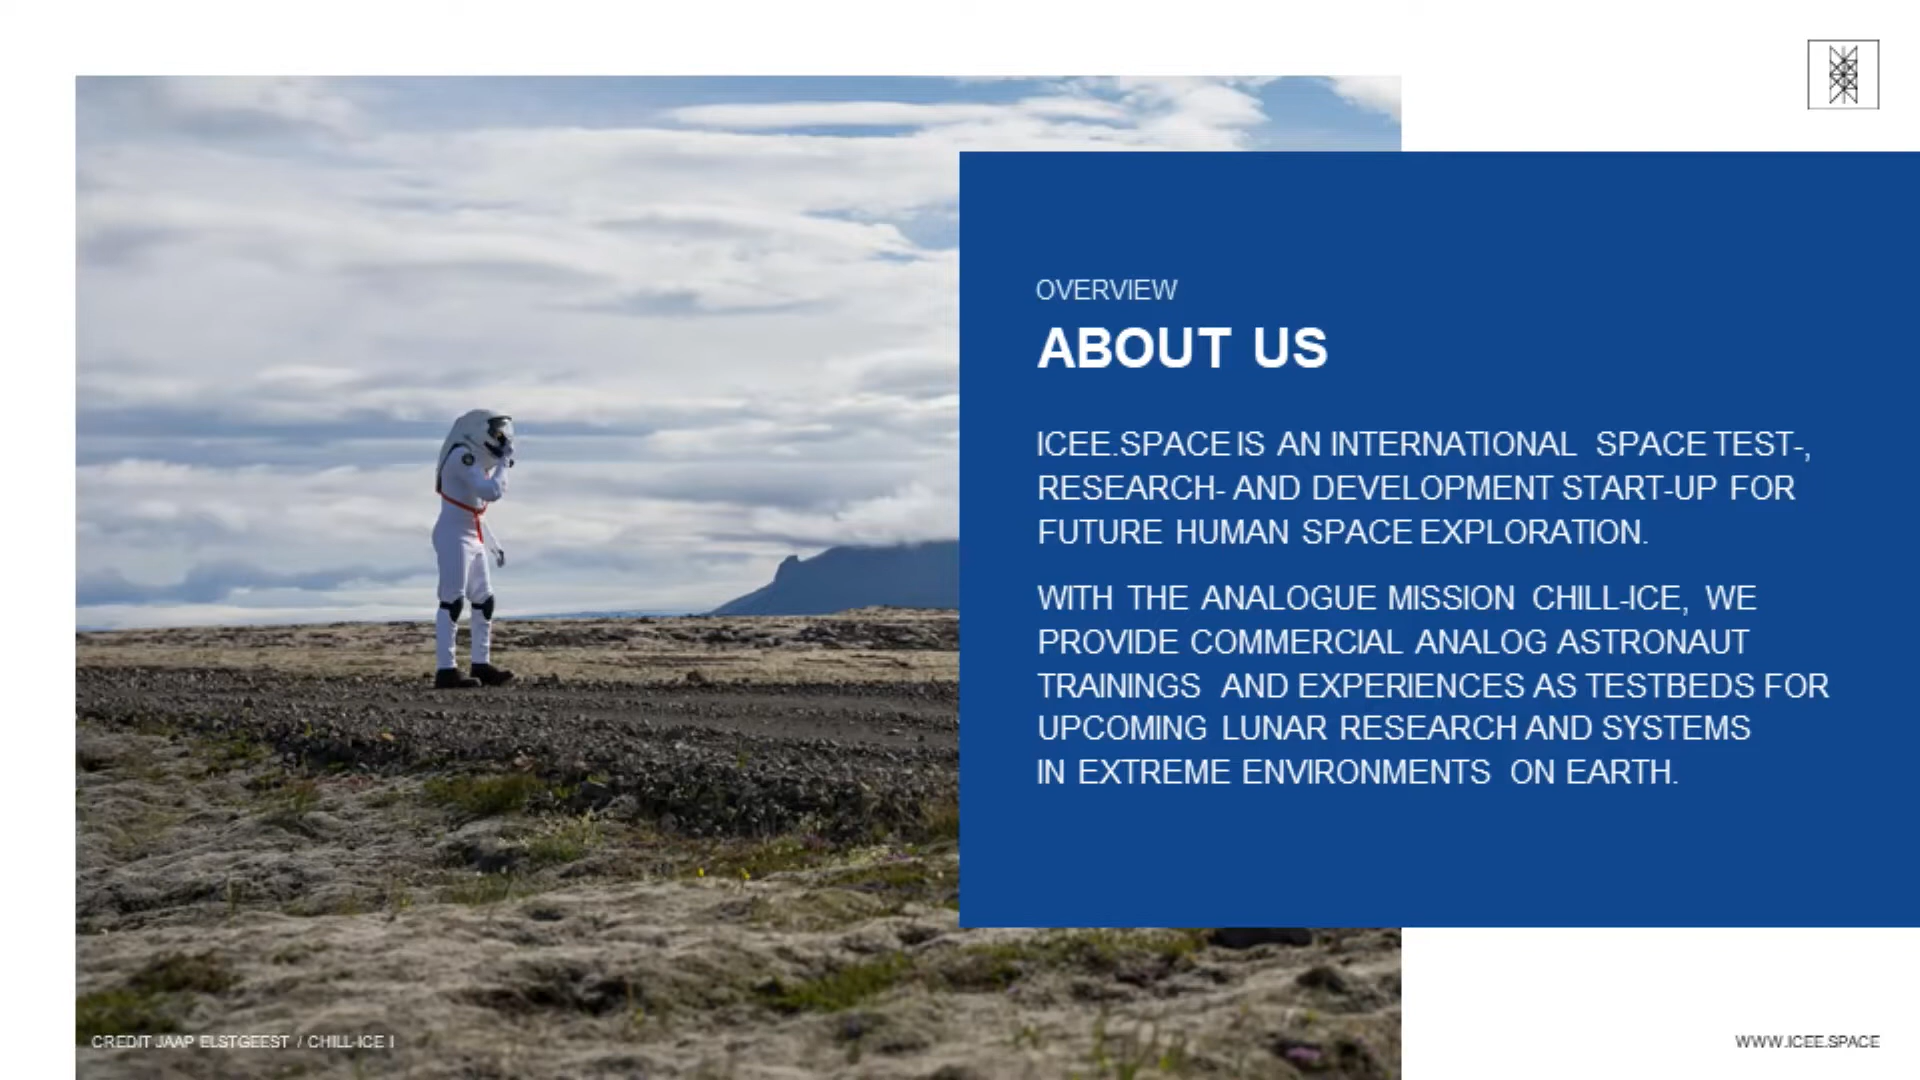 OVERVIEW
ABOUT US
ICEE.SPACE IS AN INTERNATIONAL SPACE TEST-,
RESEARCH- AND DEVELOPMENT START-UP FOR
FUTURE HUMAN SPACE EXPLORATION.
WITH THE ANALOGUE MISSION CHILL-ICE, WE
PROVIDE COMMERCIAL ANALOG ASTRONAUT
TRAININGS AND EXPERIENCES AS TESTBEDS FOR
UPCOMING LUNAR RESEARCH AND SYSTEMS
IN EXTREME ENVIRONMENTS ON EARTH.
CREDIT JAAP ELSTGEEST / CHILL-ICE I
WWW.ICEE.SPACE